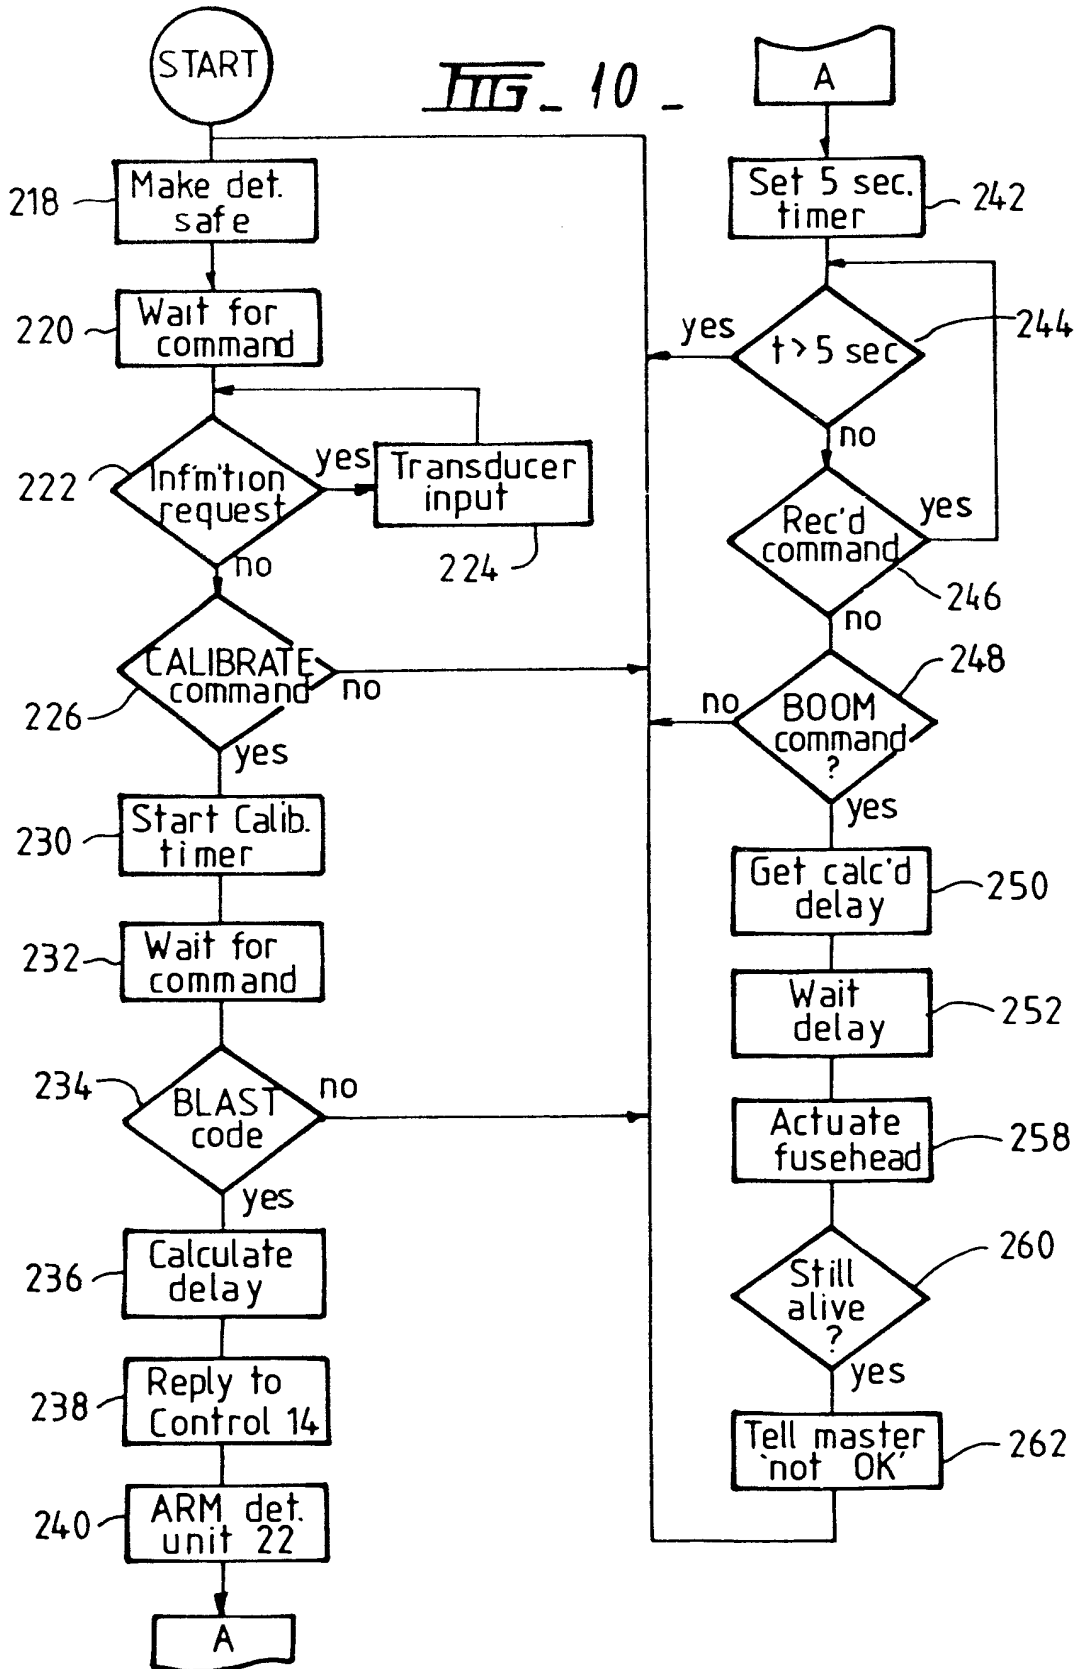 START
FIG_ 10 _
218
Make det.
safe
220
Wait for
command
222
Inf'm'tion
request
yes
no
Transducer
input
224
CALIBRATE
command
226
no
yes
230
Start Calib.
timer
232
Wait for
command
234
BLAST
code
no
yes
236
Calculate
delay
238
Reply to
Control 14
240
ARM det.
unit 22
A
A
Set 5 sec.
timer
242
yes
t > 5 sec
244
no
Rec'd
command
yes
246
no
248
no
BOOM
command
?
yes
Get calc'd
delay
250
Wait
delay
252
Actuate
fusehead
258
Still
alive
?
260
yes
Tell master
'not OK'
262